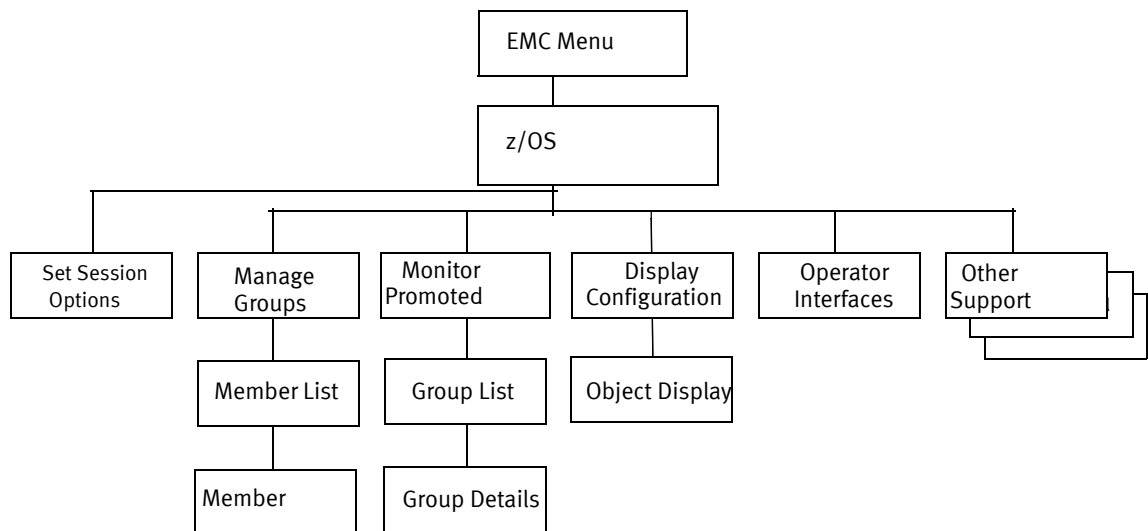 EMC Menu
z/OS
Set Session
Options
Manage
Groups
Monitor
Promoted
Display
Configuration
Operator
Interfaces
Other
Support
Member List
Group List
Object Display
Member
Group Details